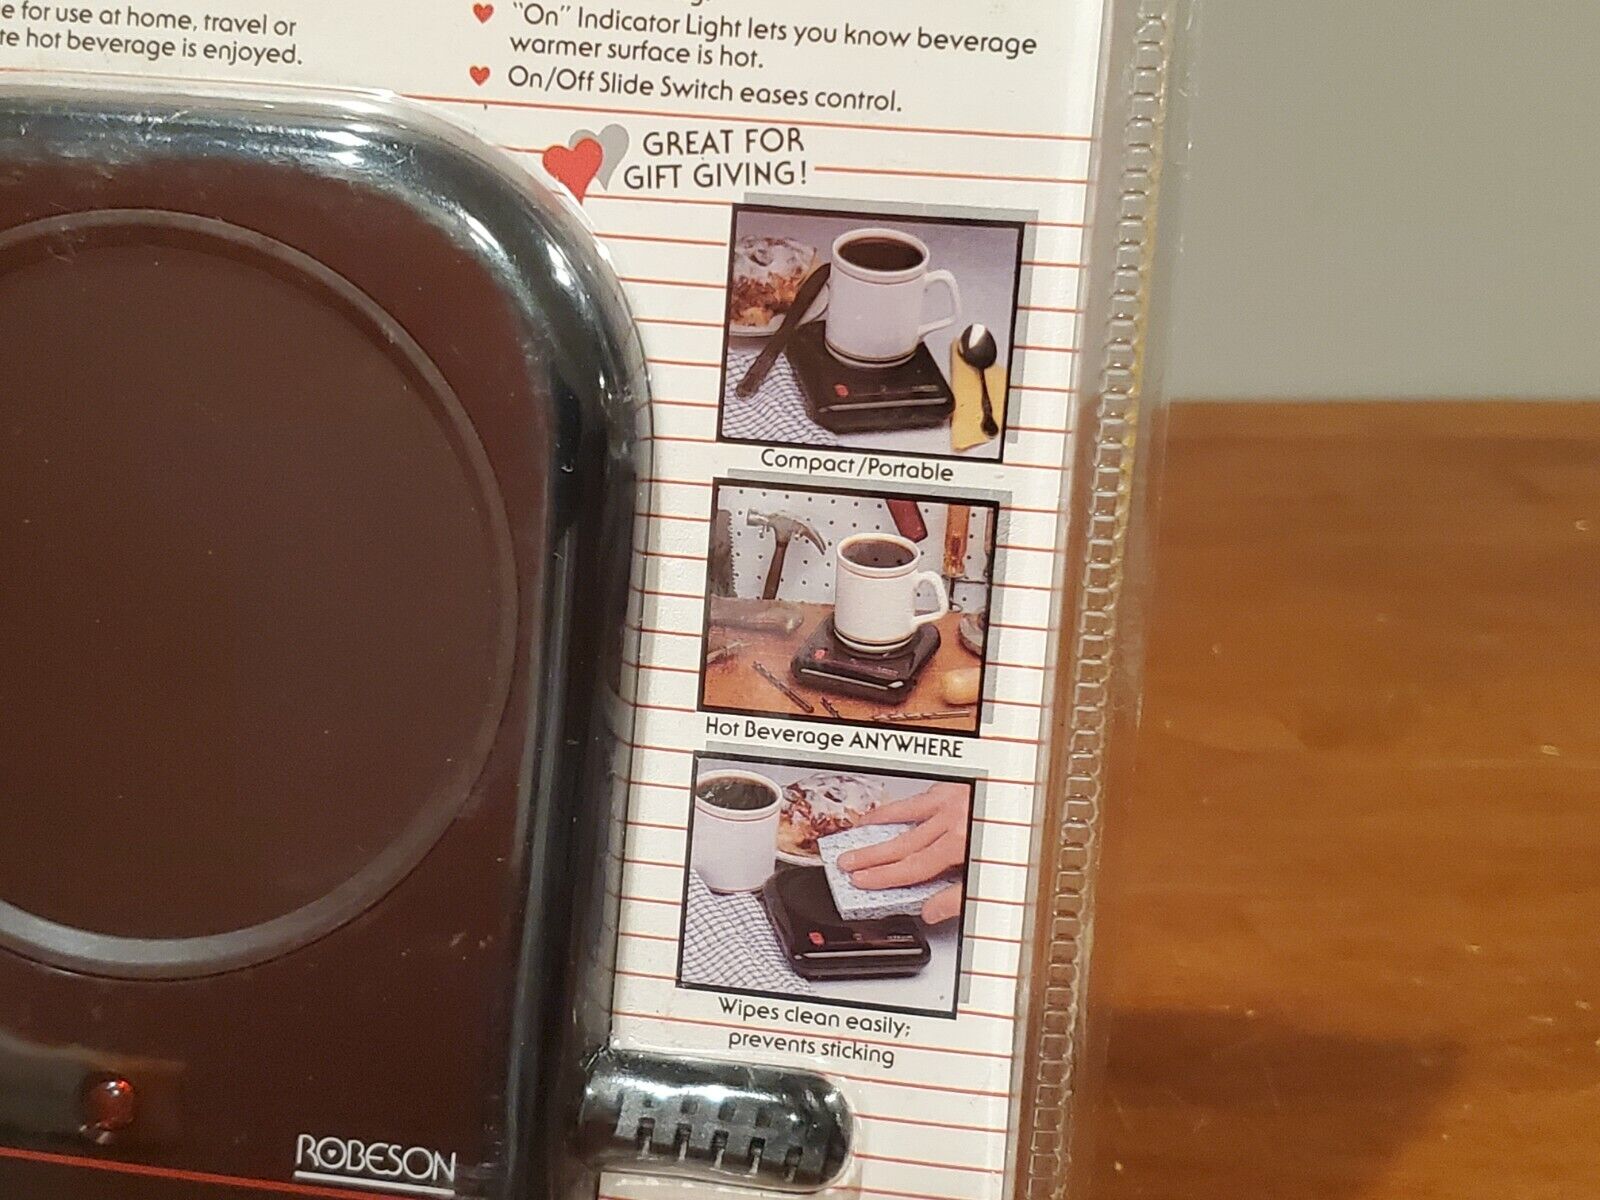 e for use at home, travel or
te hot beverage is enjoyed.
"On" Indicator Light lets you know beverage
warmer surface is hot.
On/Off Slide Switch eases control.
GREAT FOR
GIFT GIVING!
Compact/Portable
Hot Beverage ANYWHERE
Wipes clean easily;
prevents sticking
ROBESON